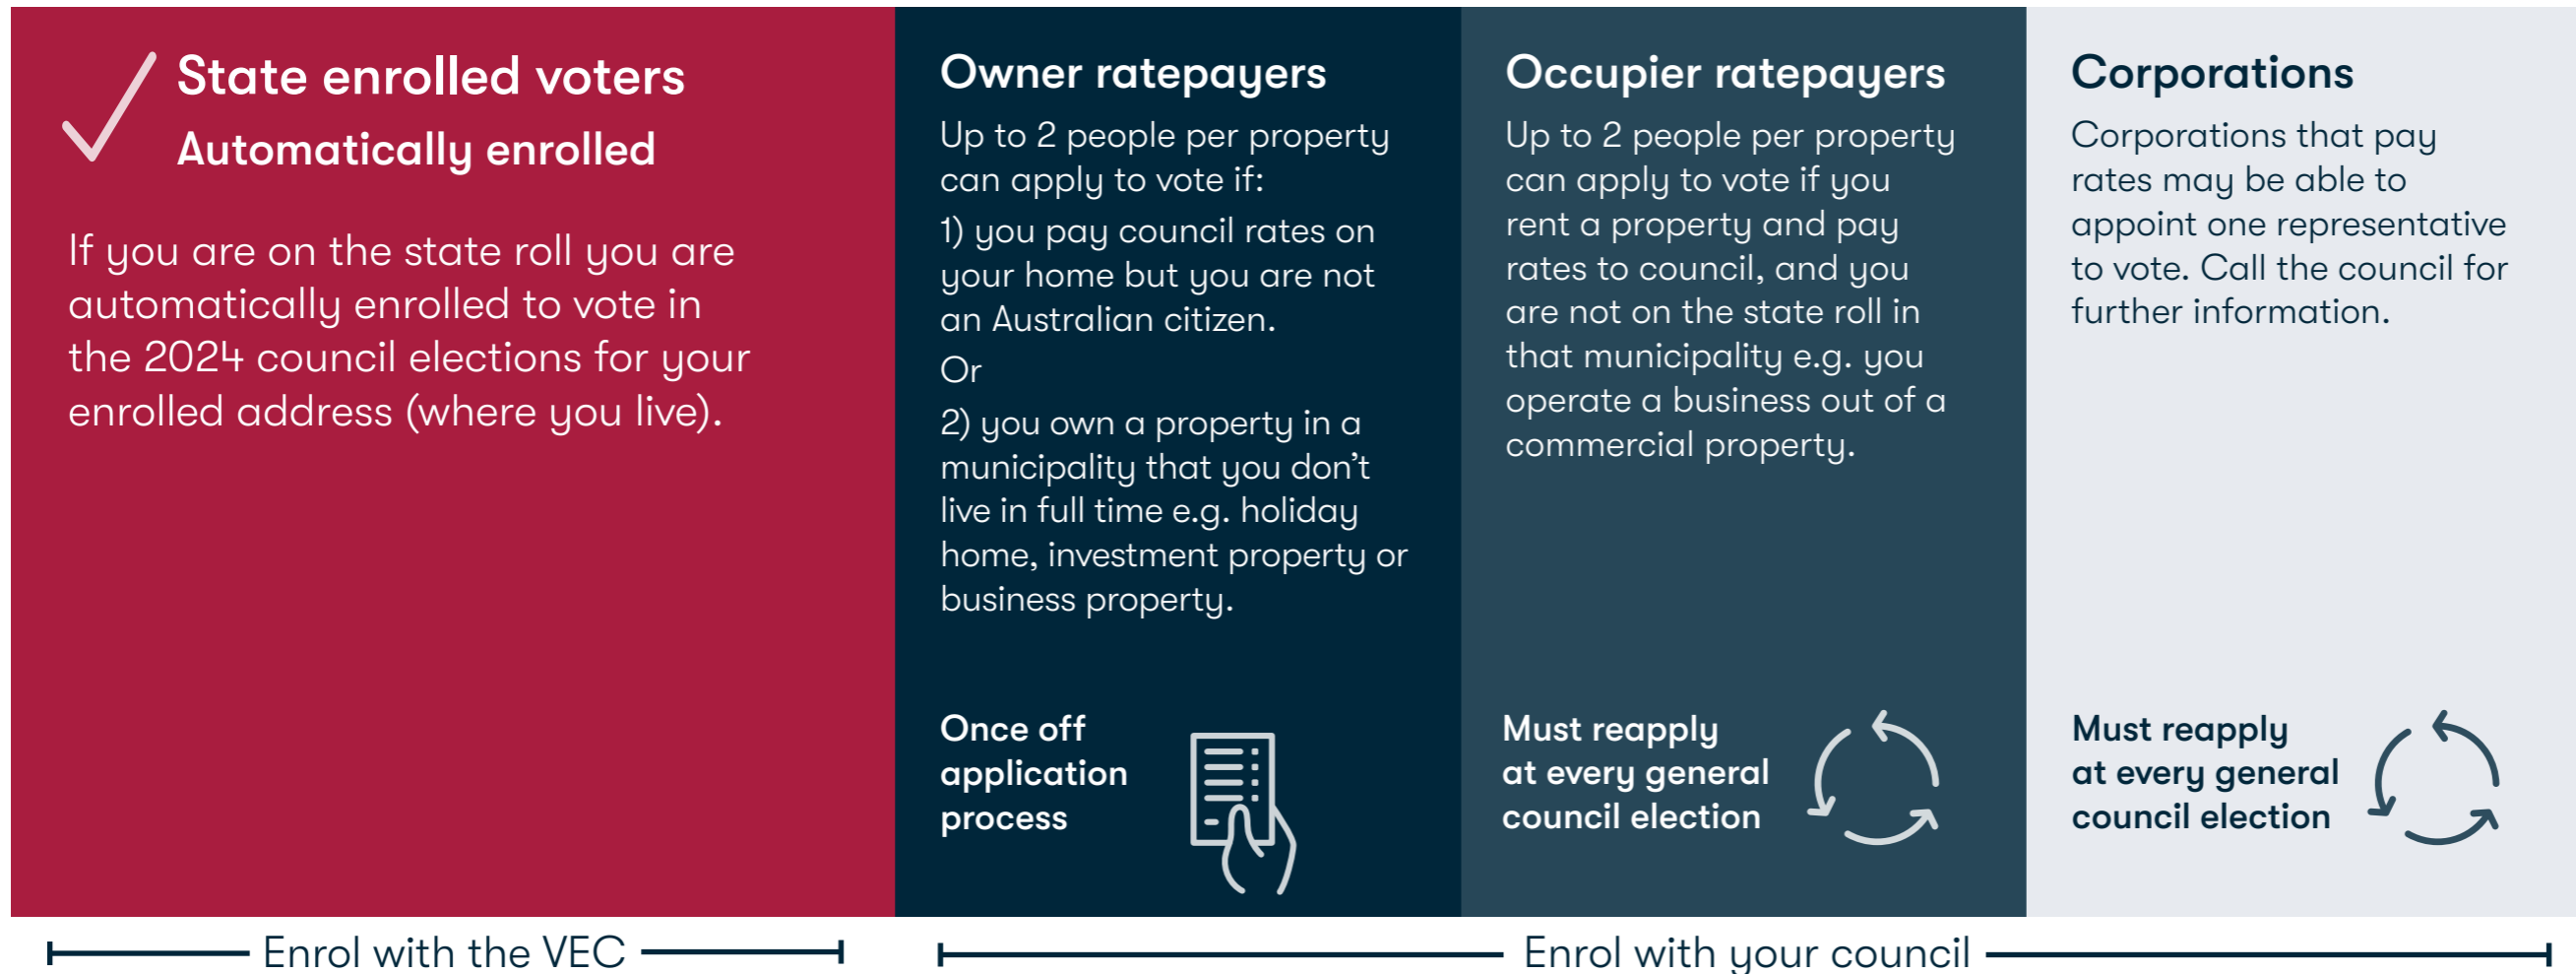 State enrolled voters
Automatically enrolled
If you are on the state roll you are
automatically enrolled to vote in
the 2024 council elections for your
enrolled address (where you live).
Owner ratepayers
Up to 2 people per property
can apply to vote if:
1) you pay council rates on
your home but you are not
an Australian citizen.
Or
2) you own a property in a
municipality that you don’t
live in full time e.g. holiday
home, investment property or
business property.
Once off
application
process
Occupier ratepayers
Up to 2 people per property
can apply to vote if you
rent a property and pay
rates to council, and you
are not on the state roll in
that municipality e.g. you
operate a business out of a
commercial property.
Must reapply
at every general
council election
Corporations
Corporations that pay
rates may be able to
appoint one representative
to vote. Call the council for
further information.
Must reapply
at every general
council election
Enrol with the VEC
Enrol with your council